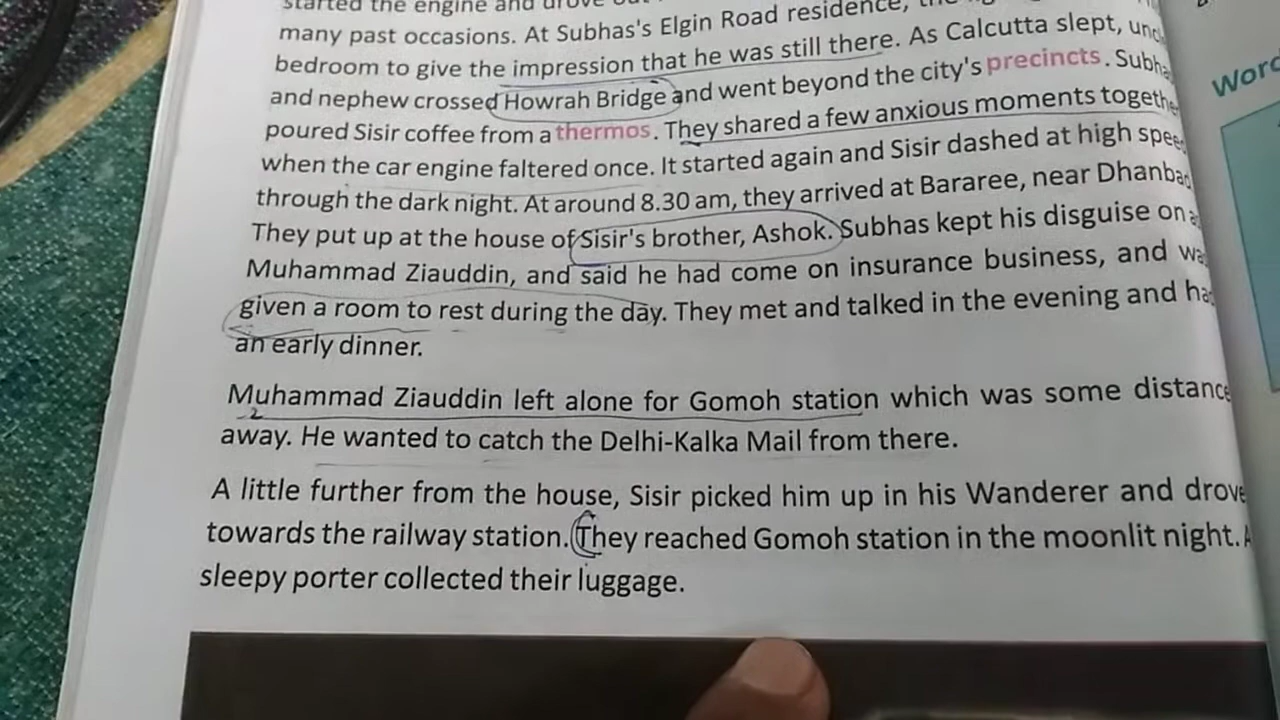 started the engine and drove
many past occasions. At Subhas's Elgin Road residence,
bedroom to give the impression that he was still there. As Calcutta slept,
and nephew crossed Howrah Bridge and went beyond the city's precincts.
poured Sisir coffee from a thermos. They shared a few anxious moments
when the car engine faltered once. It started again and Sisir dashed at high
through the dark night. At around 8.30 am, they arrived at Bararee, near
They put up at the house of Sisir's brother, Ashok. Subhas kept his disguise on
Muhammad Ziauddin, and said he had come on insurance business, and
given a room to rest during the day. They met and talked in the evening and
an early dinner.
Muhammad Ziauddin left alone for Gomoh station which was some distance
away. He wanted to catch the Delhi-Kalka Mail from there.
A little further from the house, Sisir picked him up in his Wanderer and drove
towards the railway station. They reached Gomoh station in the moonlit night. A
sleepy porter collected their luggage.
Word